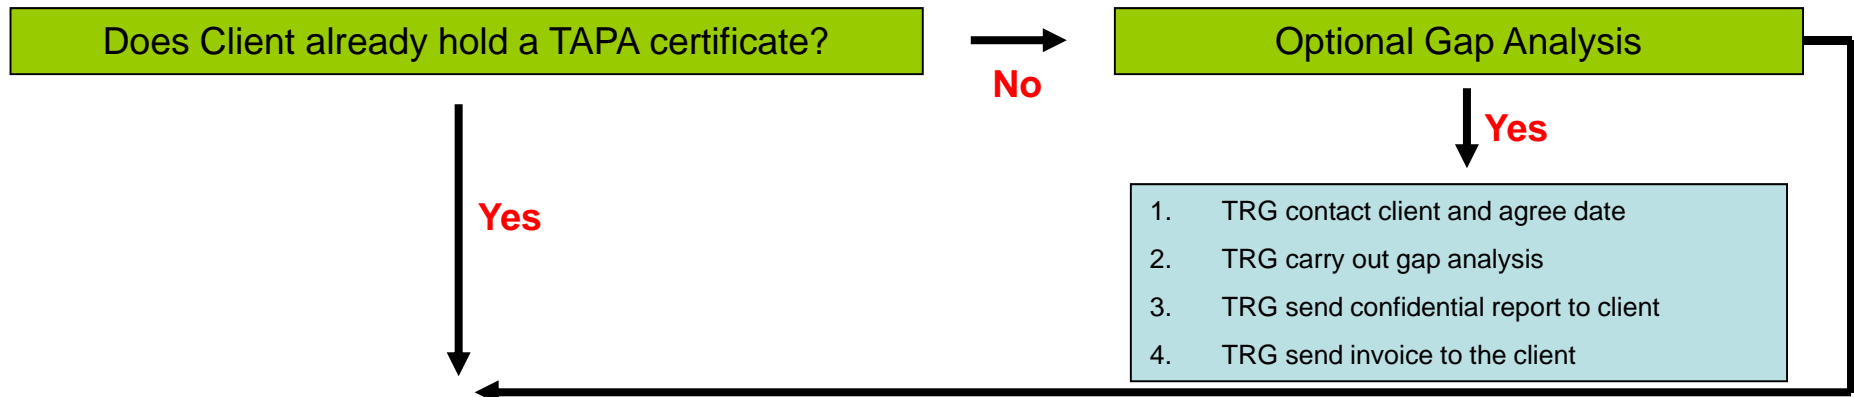 Does Client already hold a TAPA certificate?
No
Optional Gap Analysis
Yes
Yes
1. TRG contact client and agree date
2. TRG carry out gap analysis
3. TRG send confidential report to client
4. TRG send invoice to the client